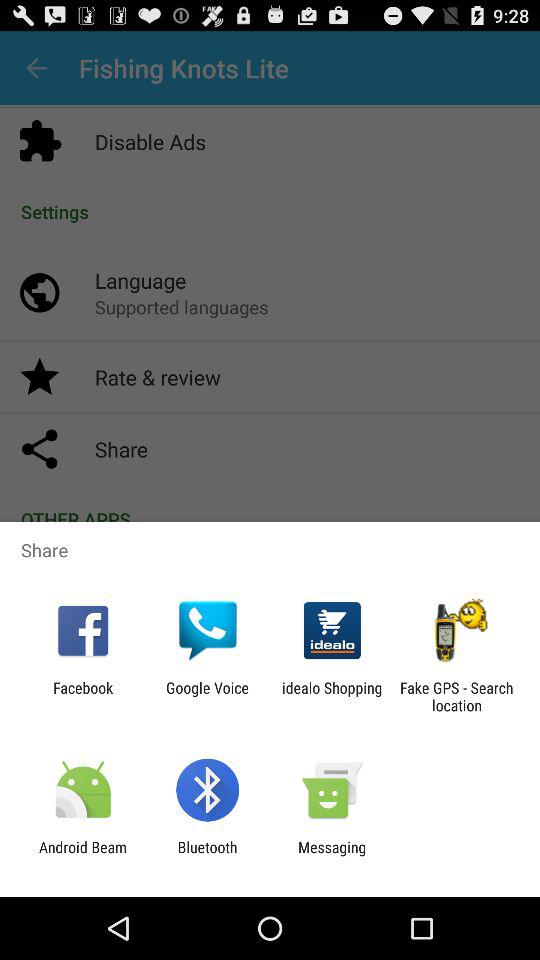 9:28
Fishing Knots Lite
Disable Ads
Settings
Language
Supported languages
Rate & review
Share
OTHER APPS
Share
idealo
Facebook
Google Voice
idealo Shopping
Fake GPS - Search
location
Android Beam
Bluetooth
Messaging